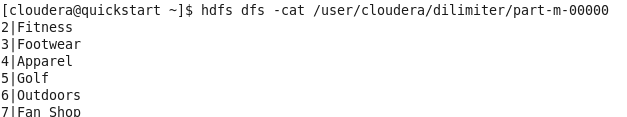 [cloudera@quickstart ~]$ hdfs dfs -cat /user/cloudera/dilimiter/part-m-00000
2|Fitness
3|Footwear
4|Apparel
5|Golf
6|Outdoors
7|Fan Shop